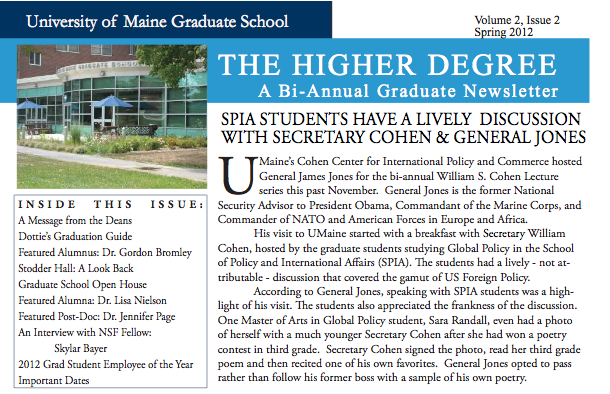 University of Maine Graduate School
Volume 2, Issue 2
Spring 2012
THE HIGHER DEGREE
A Bi-Annual Graduate Newsletter
SPIA STUDENTS HAVE A LIVELY DISCUSSION
WITH SECRETARY COHEN & GENERAL JONES
UMaine's Cohen Center for International Policy and Commerce hosted
General James Jones for the bi-annual William S. Cohen Lecture
series this past November. General Jones is the former National
Security Advisor to President Obama, Commandant of the Marine Corps, and
Commander of NATO and American Forces in Europe and Africa.
His visit to UMaine started with a breakfast with Secretary William
Cohen, hosted by the graduate students studying Global Policy in the School
of Policy and International Affairs (SPIA). The students had a lively - not at-
tributable - discussion that covered the gamut of US Foreign Policy.
According to General Jones, speaking with SPIA students was a high-
light of his visit. The students also appreciated the frankness of the discussion.
One Master of Arts in Global Policy student, Sara Randall, even had a photo
of herself with a much younger Secretary Cohen after she had won a poetry
contest in third grade. Secretary Cohen signed the photo, read her third grade
poem and then recited one of his own favorites. General Jones opted to pass
rather than follow his former boss with a sample of his own poetry.
INSIDE THIS ISSUE:
A Message from the Deans
Dottie's Graduation Guide
Featured Alumnus: Dr. Gordon Bromley
Stodder Hall: A Look Back
Graduate School Open House
Featured Alumna: Dr. Lisa Nielson
Featured Post-Doc: Dr. Jennifer Page
An Interview with NSF Fellow:
Skylar Bayer
2012 Grad Student Employee of the Year
Important Dates